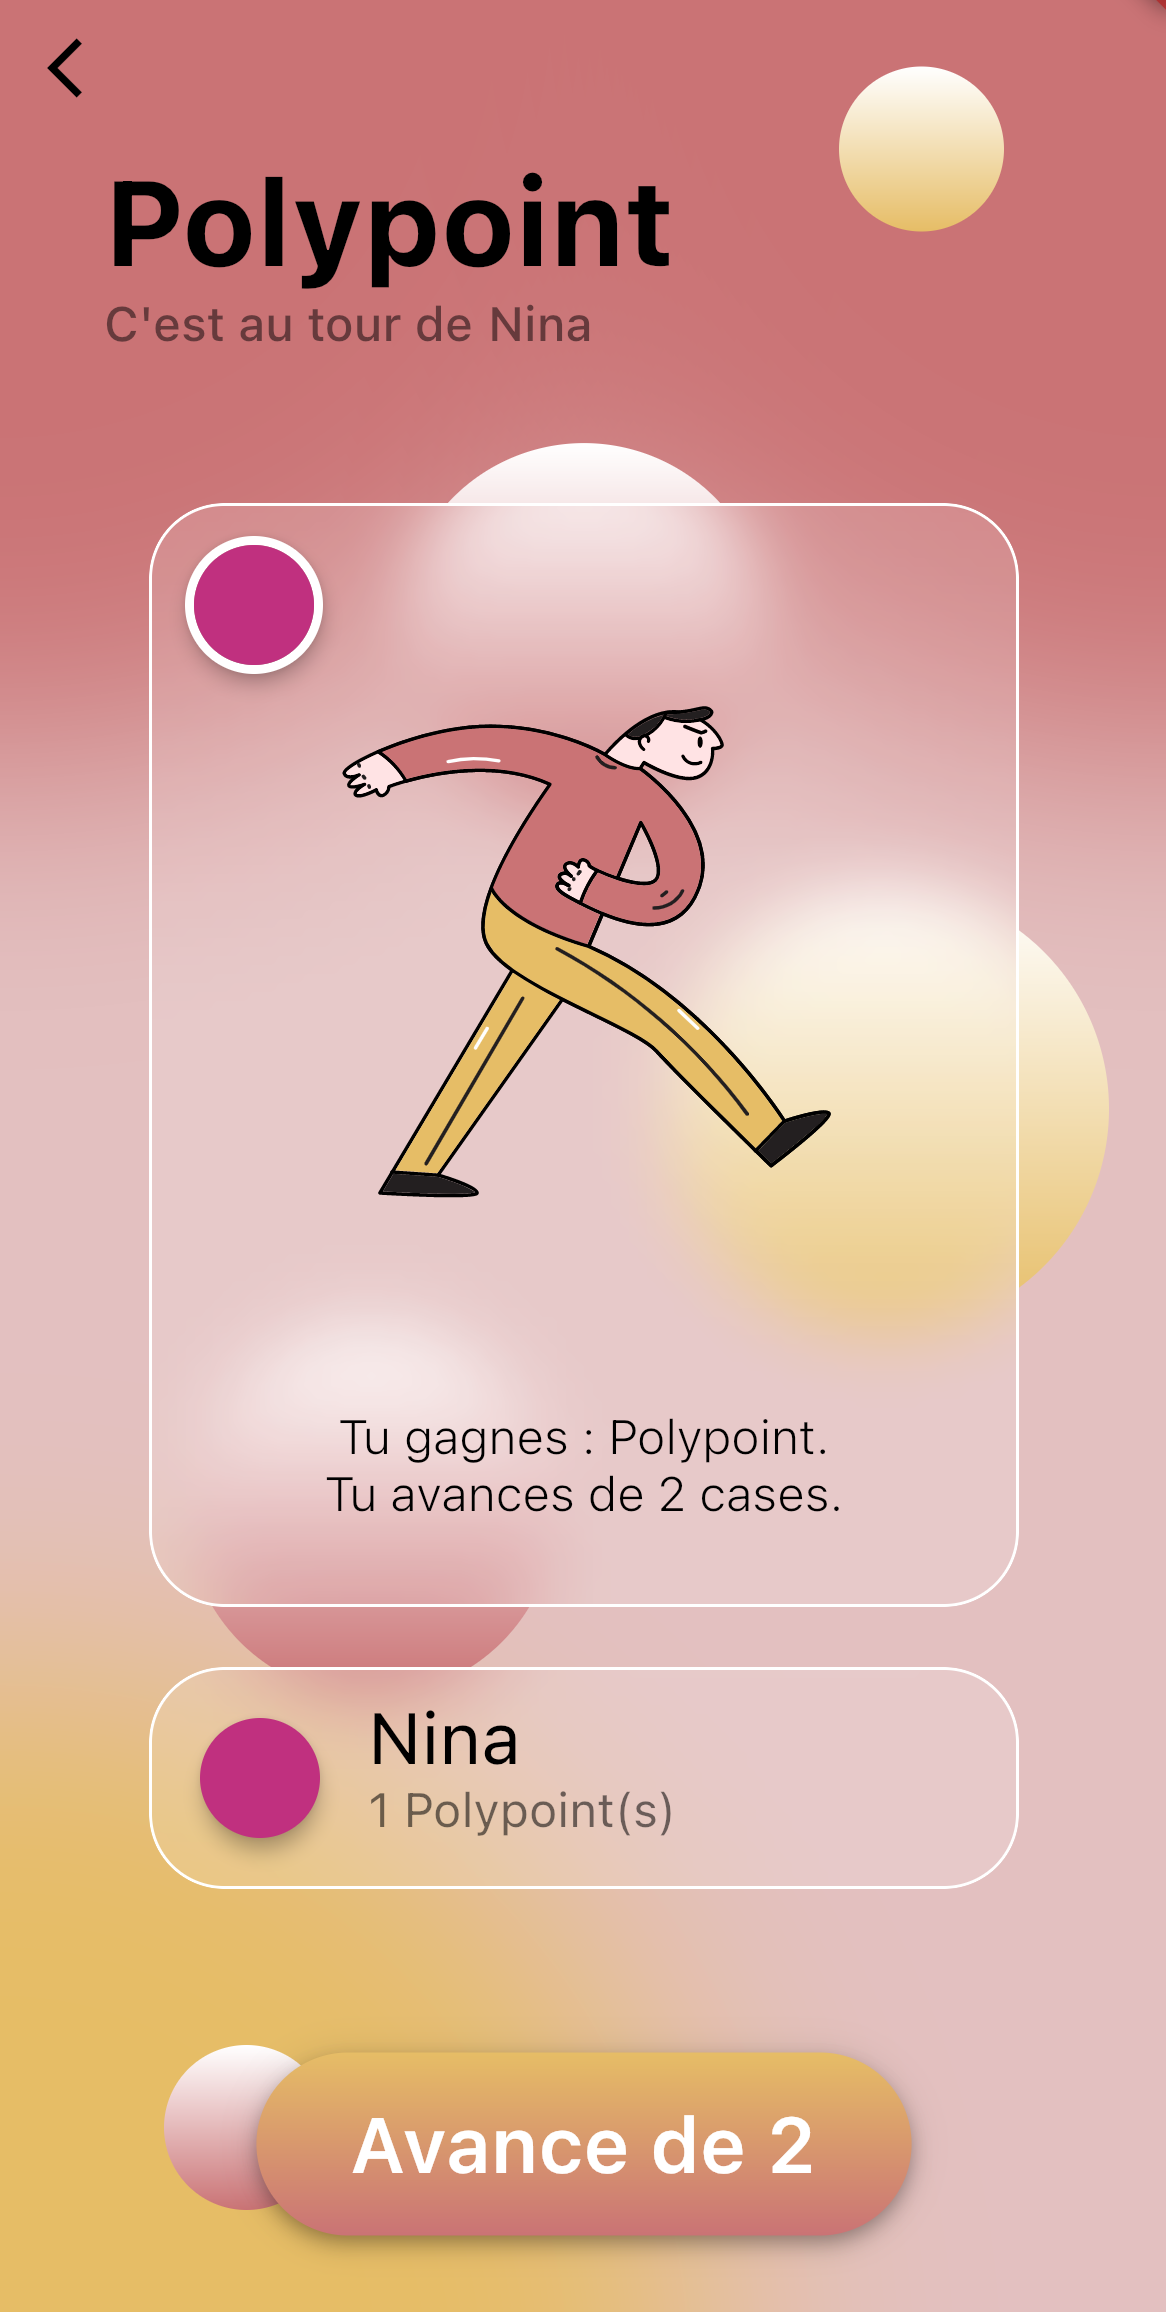 Polypoint
C'est au tour de Nina
Tu gagnes : Polypoint.
Tu avances de 2 cases.
Nina
1 Polypoint(s)
Avance de 2